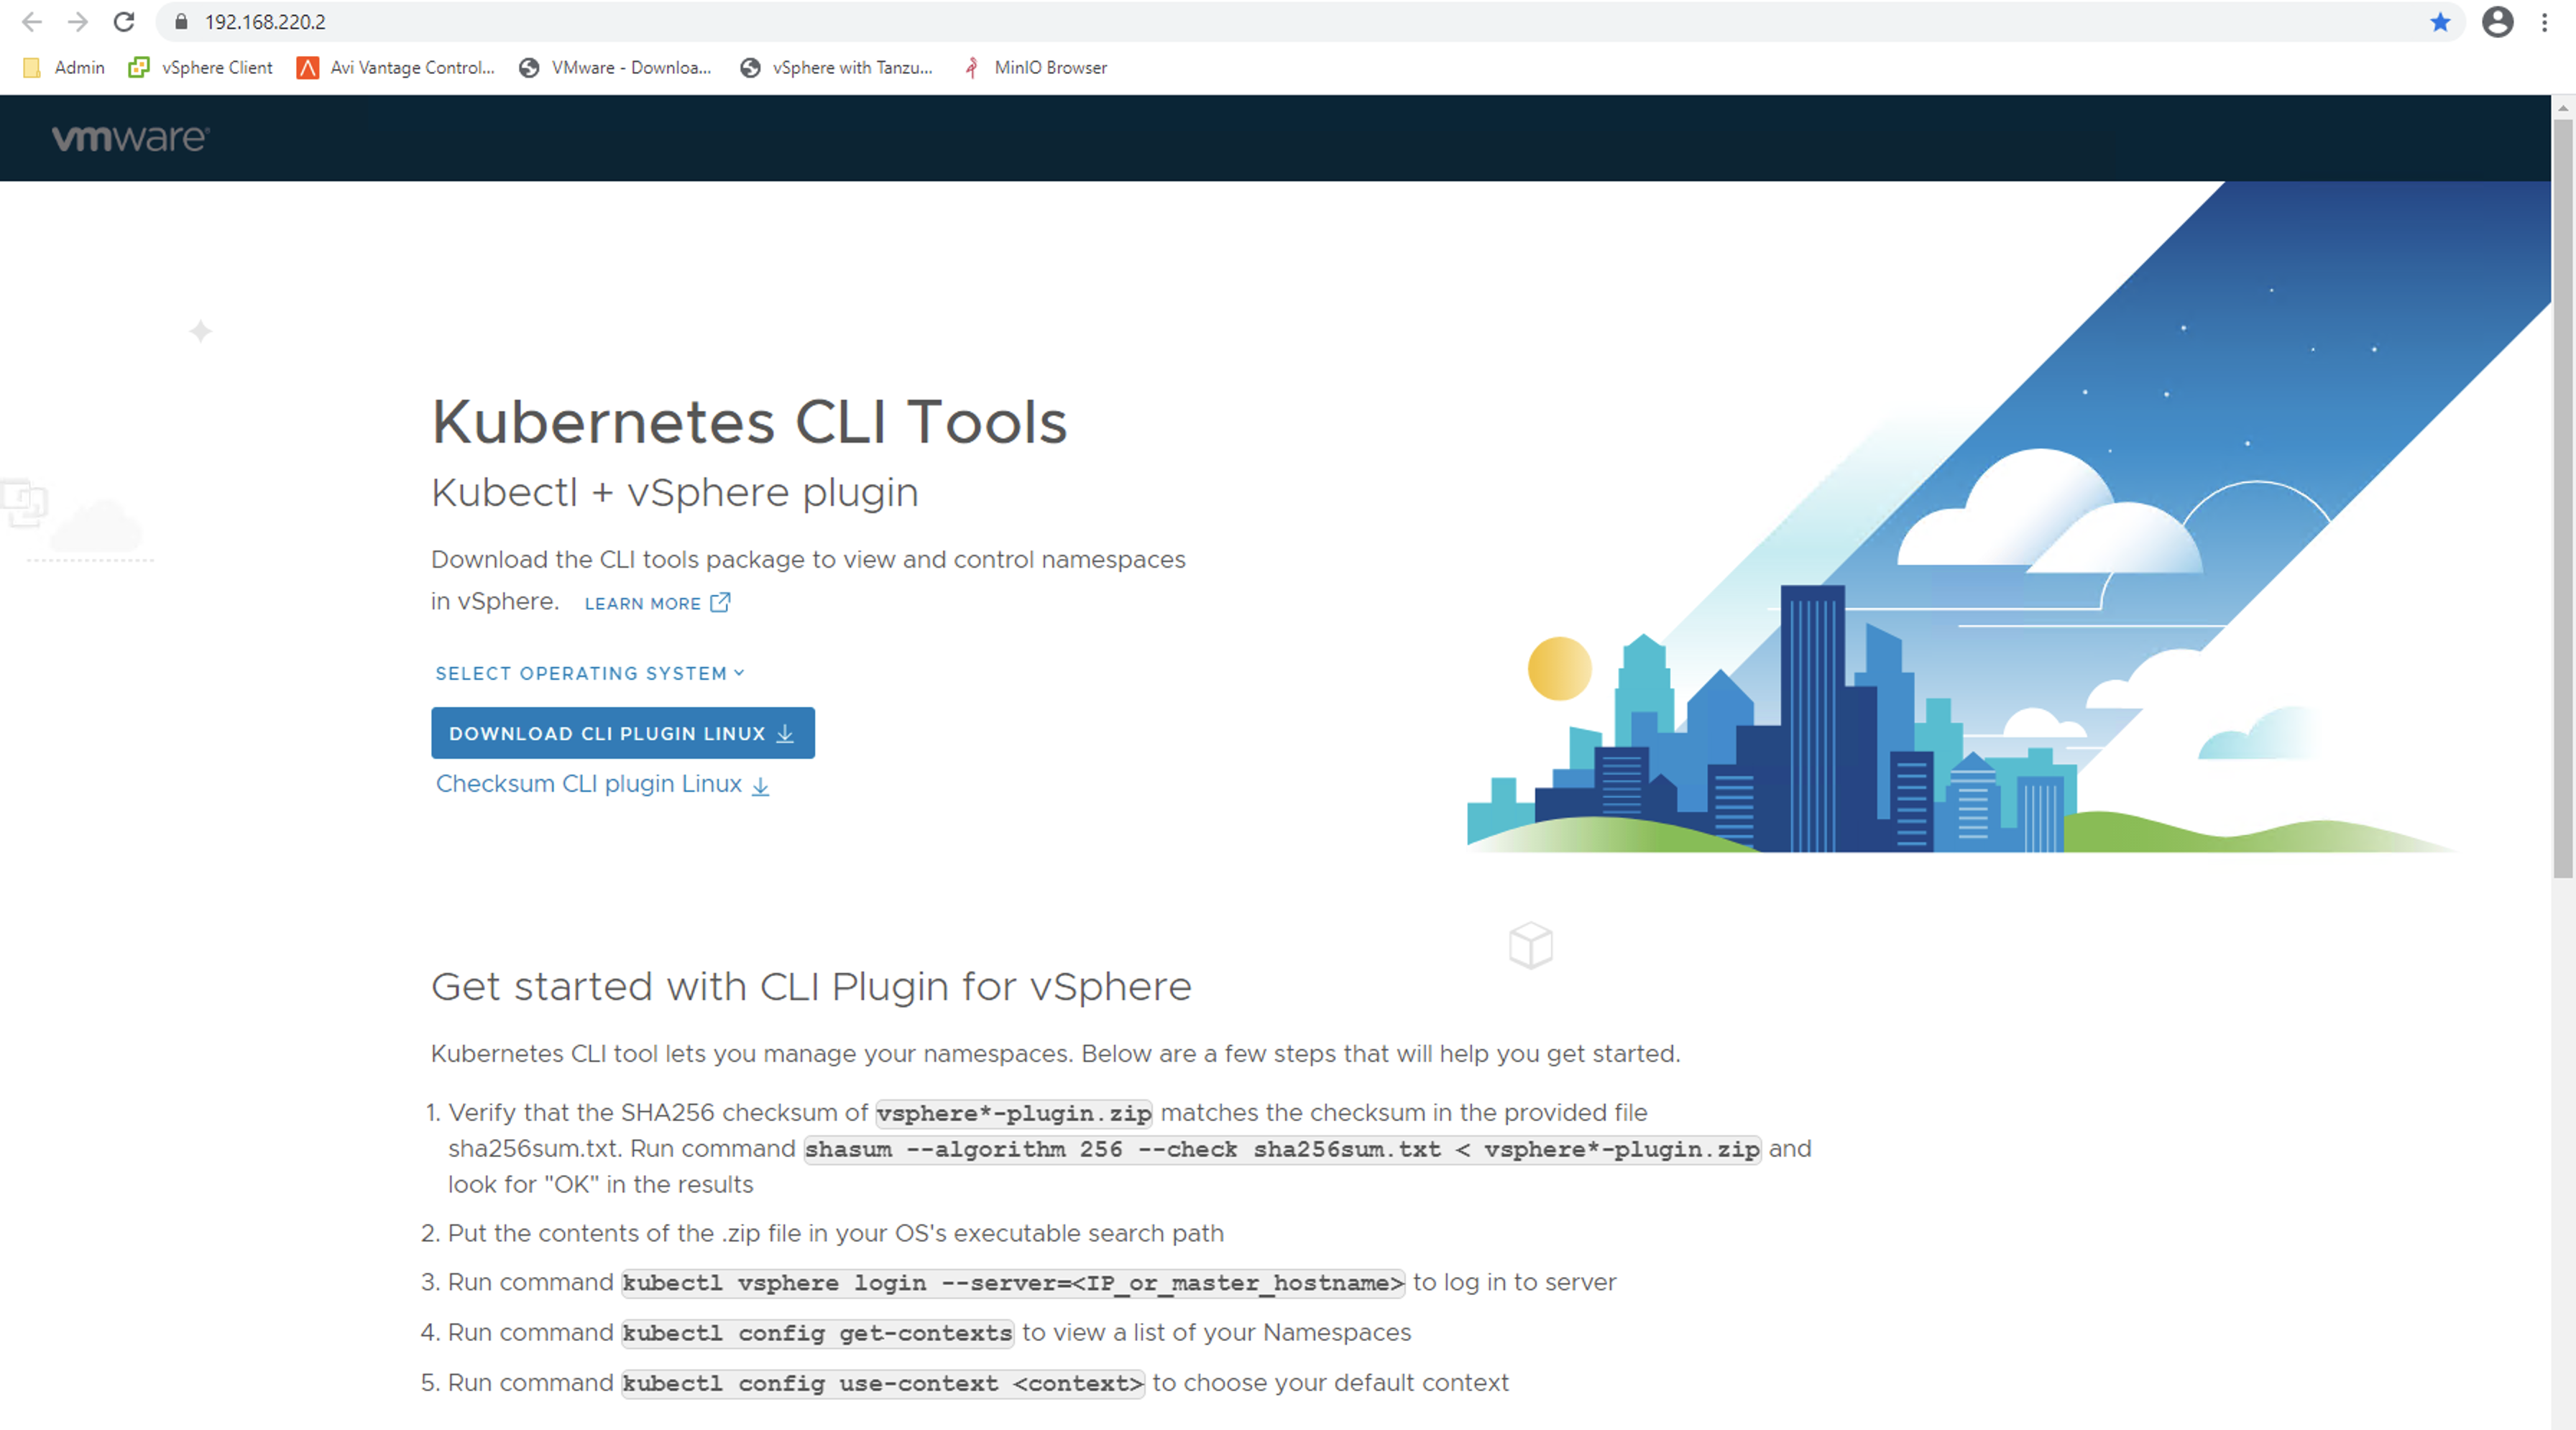 192.168.220.2
Admin vSphere Client Avi Vantage Control... VMware - Downloa... vSphere with Tanzu... MinIO Browser
vmware®
Kubernetes CLI Tools
Kubectl + vSphere plugin
Download the CLI tools package to view and control namespaces
in vSphere. LEARN MORE
SELECT OPERATING SYSTEM
DOWNLOAD CLI PLUGIN LINUX
Checksum CLI plugin Linux
Get started with CLI Plugin for vSphere
Kubernetes CLI tool lets you manage your namespaces. Below are a few steps that will help you get started.
1. Verify that the SHA256 checksum of vsphere*-plugin.zip matches the checksum in the provided file
sha256sum.txt. Run command shasum --algorithm 256 --check sha256sum.txt < vsphere*-plugin.zip and
look for "OK" in the results
2. Put the contents of the .zip file in your OS's executable search path
3. Run command kubectl vsphere login --server=<IP_or_master_hostname> to log in to server
4. Run command kubectl config get-contexts to view a list of your Namespaces
5. Run command kubectl config use-context <context> to choose your default context